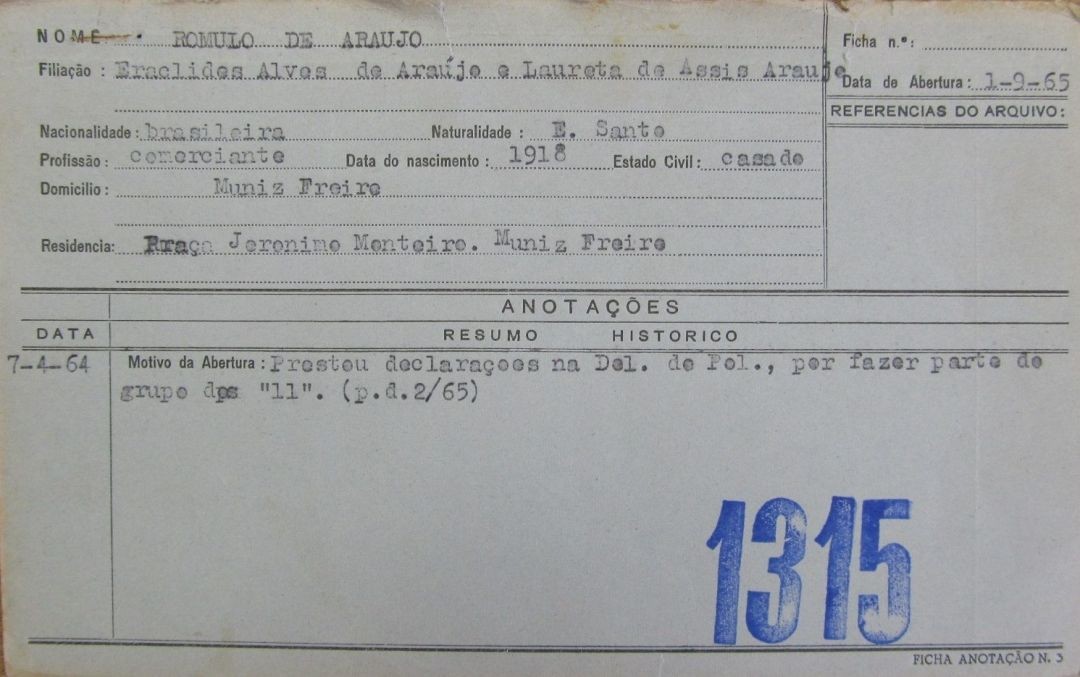 NOME ROMULO DE ARAUJO
Ficha n.º:
Filiação : Eraclides Alves de Araújo e Laureta de Assis Araujo
Data de Abertura: 1-9-65
REFERENCIAS DO ARQUIVO:
Nacionalidade: brasileira Naturalidade : E. Santo
Profissão: comerciante Data do nascimento : 1918 Estado Civil: casado
Domicilio : Muniz Freire
Residencia: Praça Jeronimo Monteiro. Muniz Freire
ANOTAÇÕES
DATA RESUMO HISTORICO
7-4-64 Motivo da Abertura : Prestou declaraçoes na Del. de Pol., por fazer parte do
grupo dos "11". (p.d.2/65)
1315
FICHA ANOTAÇÃO N. 3